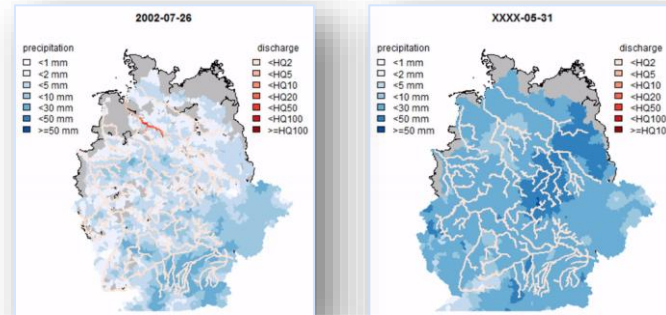 2002-07-26
precipitation
<1 mm
<2 mm
<5 mm
<10 mm
<30 mm
<50 mm
>=50 mm
discharge
<HQ2
<HQ5
<HQ10
<HQ20
<HQ50
<HQ100
>=HQ100
XXXX-05-31
precipitation
<1 mm
<2 mm
<5 mm
<10 mm
<30 mm
<50 mm
>=50 mm
discharge
<HQ2
<HQ5
<HQ10
<HQ20
<HQ50
<HQ100
>=HQ100